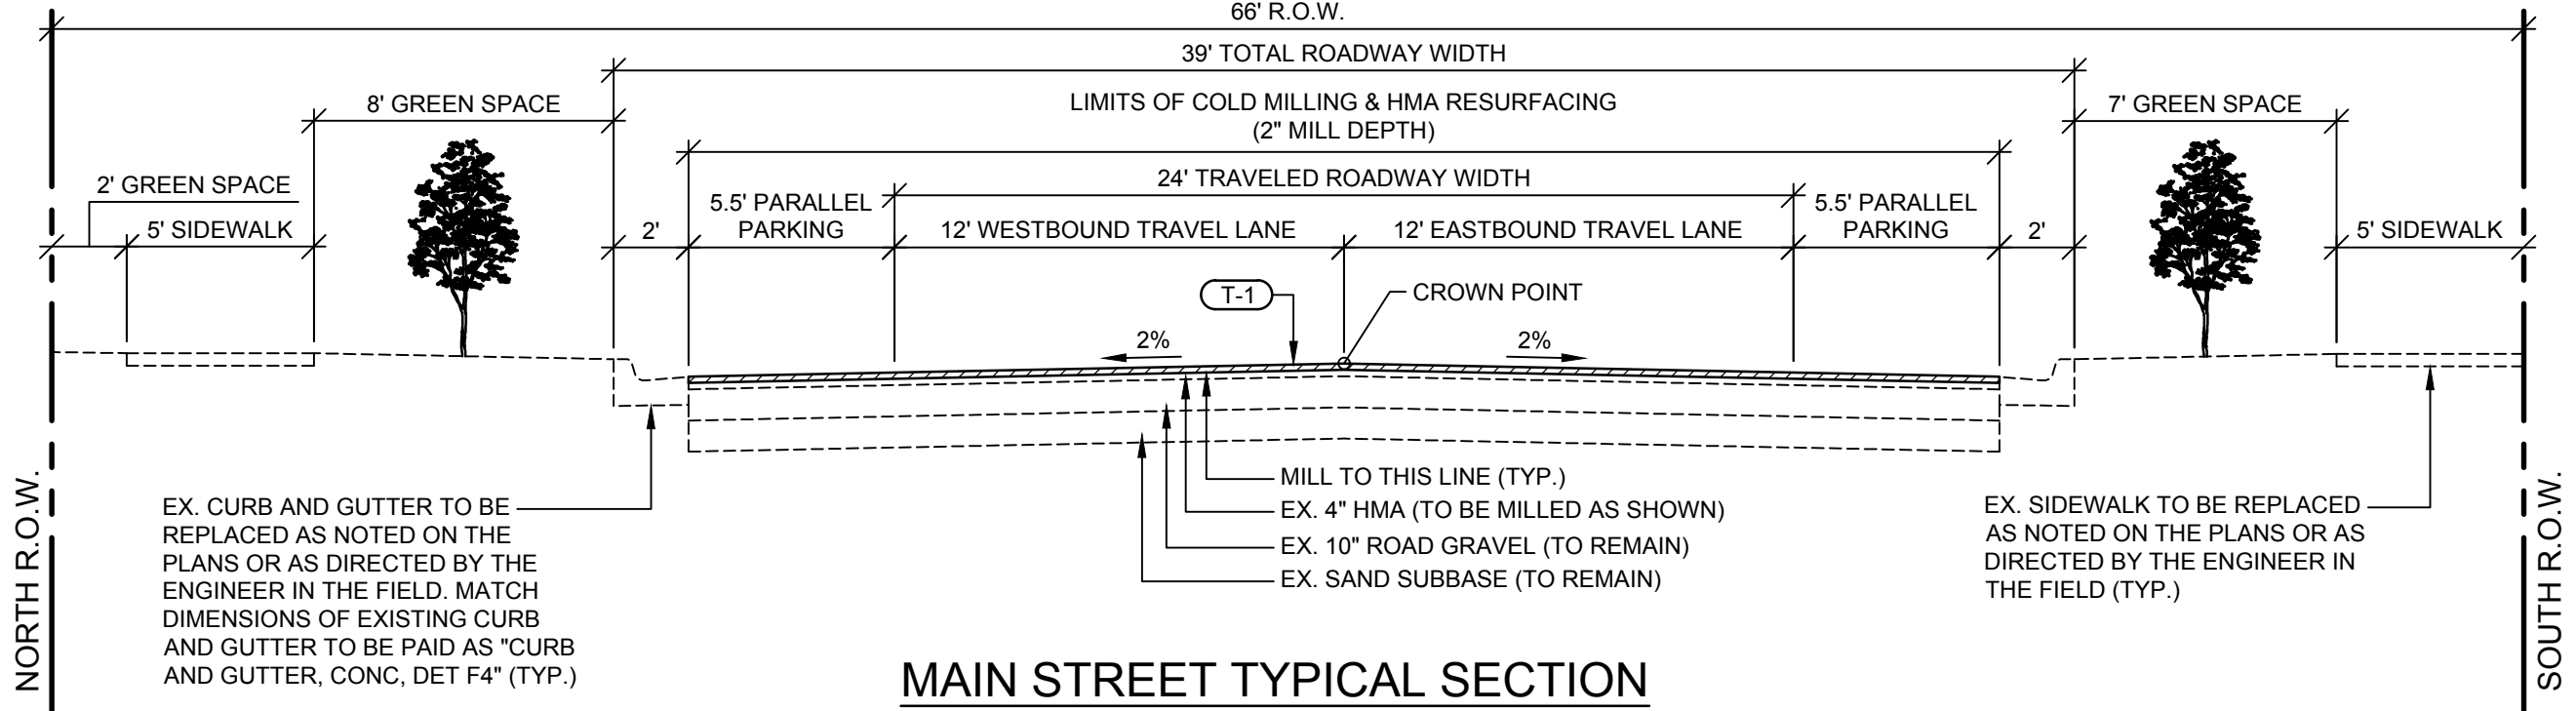 66' R.O.W.
39' TOTAL ROADWAY WIDTH
8' GREEN SPACE
LIMITS OF COLD MILLING & HMA RESURFACING
(2" MILL DEPTH)
7' GREEN SPACE
2' GREEN SPACE
24' TRAVELED ROADWAY WIDTH
5' SIDEWALK
2'
5.5' PARALLEL
PARKING
12' WESTBOUND TRAVEL LANE
12' EASTBOUND TRAVEL LANE
5.5' PARALLEL
PARKING
2'
5' SIDEWALK
T-1
CROWN POINT
2%
2%
MILL TO THIS LINE (TYP.)
EX. 4" HMA (TO BE MILLED AS SHOWN)
EX. 10" ROAD GRAVEL (TO REMAIN)
EX. SAND SUBBASE (TO REMAIN)
NORTH R.O.W.
EX. CURB AND GUTTER TO BE
REPLACED AS NOTED ON THE
PLANS OR AS DIRECTED BY THE
ENGINEER IN THE FIELD. MATCH
DIMENSIONS OF EXISTING CURB
AND GUTTER TO BE PAID AS "CURB
AND GUTTER, CONC, DET F4" (TYP.)
EX. SIDEWALK TO BE REPLACED
AS NOTED ON THE PLANS OR AS
DIRECTED BY THE ENGINEER IN
THE FIELD (TYP.)
SOUTH R.O.W.
MAIN STREET TYPICAL SECTION